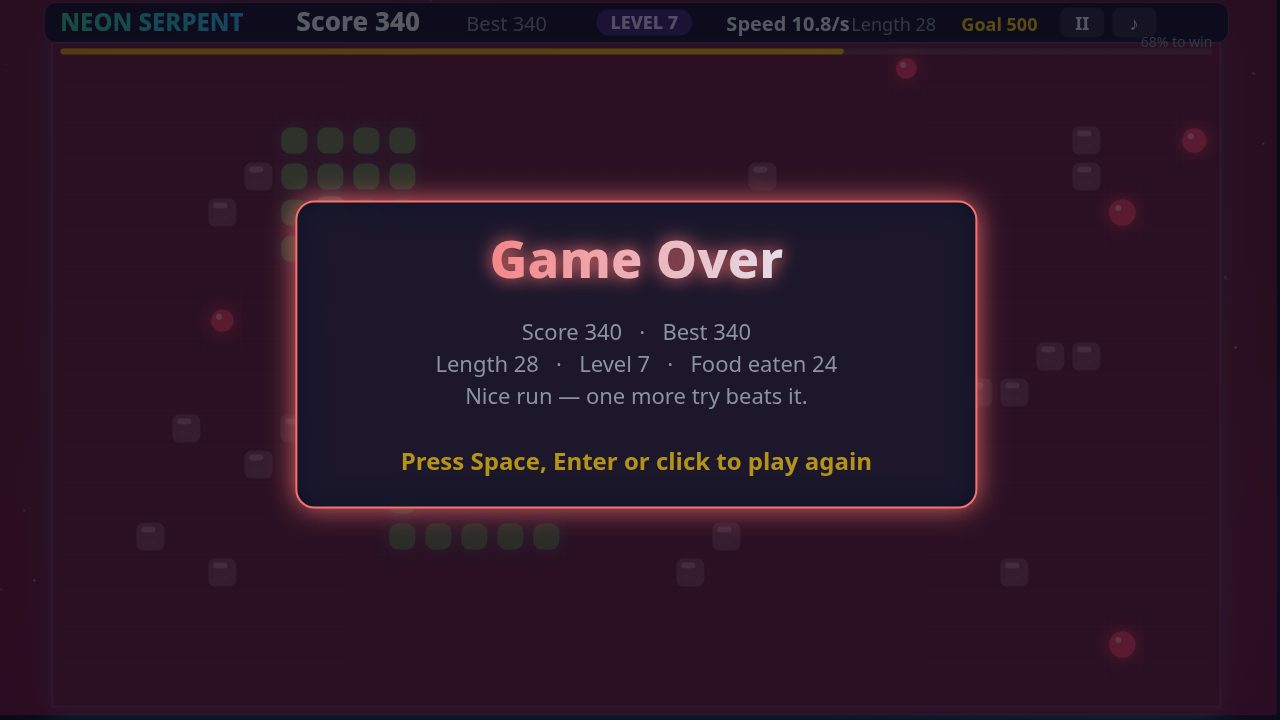 NEON SERPENT Score 340 Best 340 LEVEL 7 Speed 10.8/s Length 28 Goal 500 II ♪
68% to win
Game Over
Score 340 · Best 340
Length 28 · Level 7 · Food eaten 24
Nice run — one more try beats it.
Press Space, Enter or click to play again